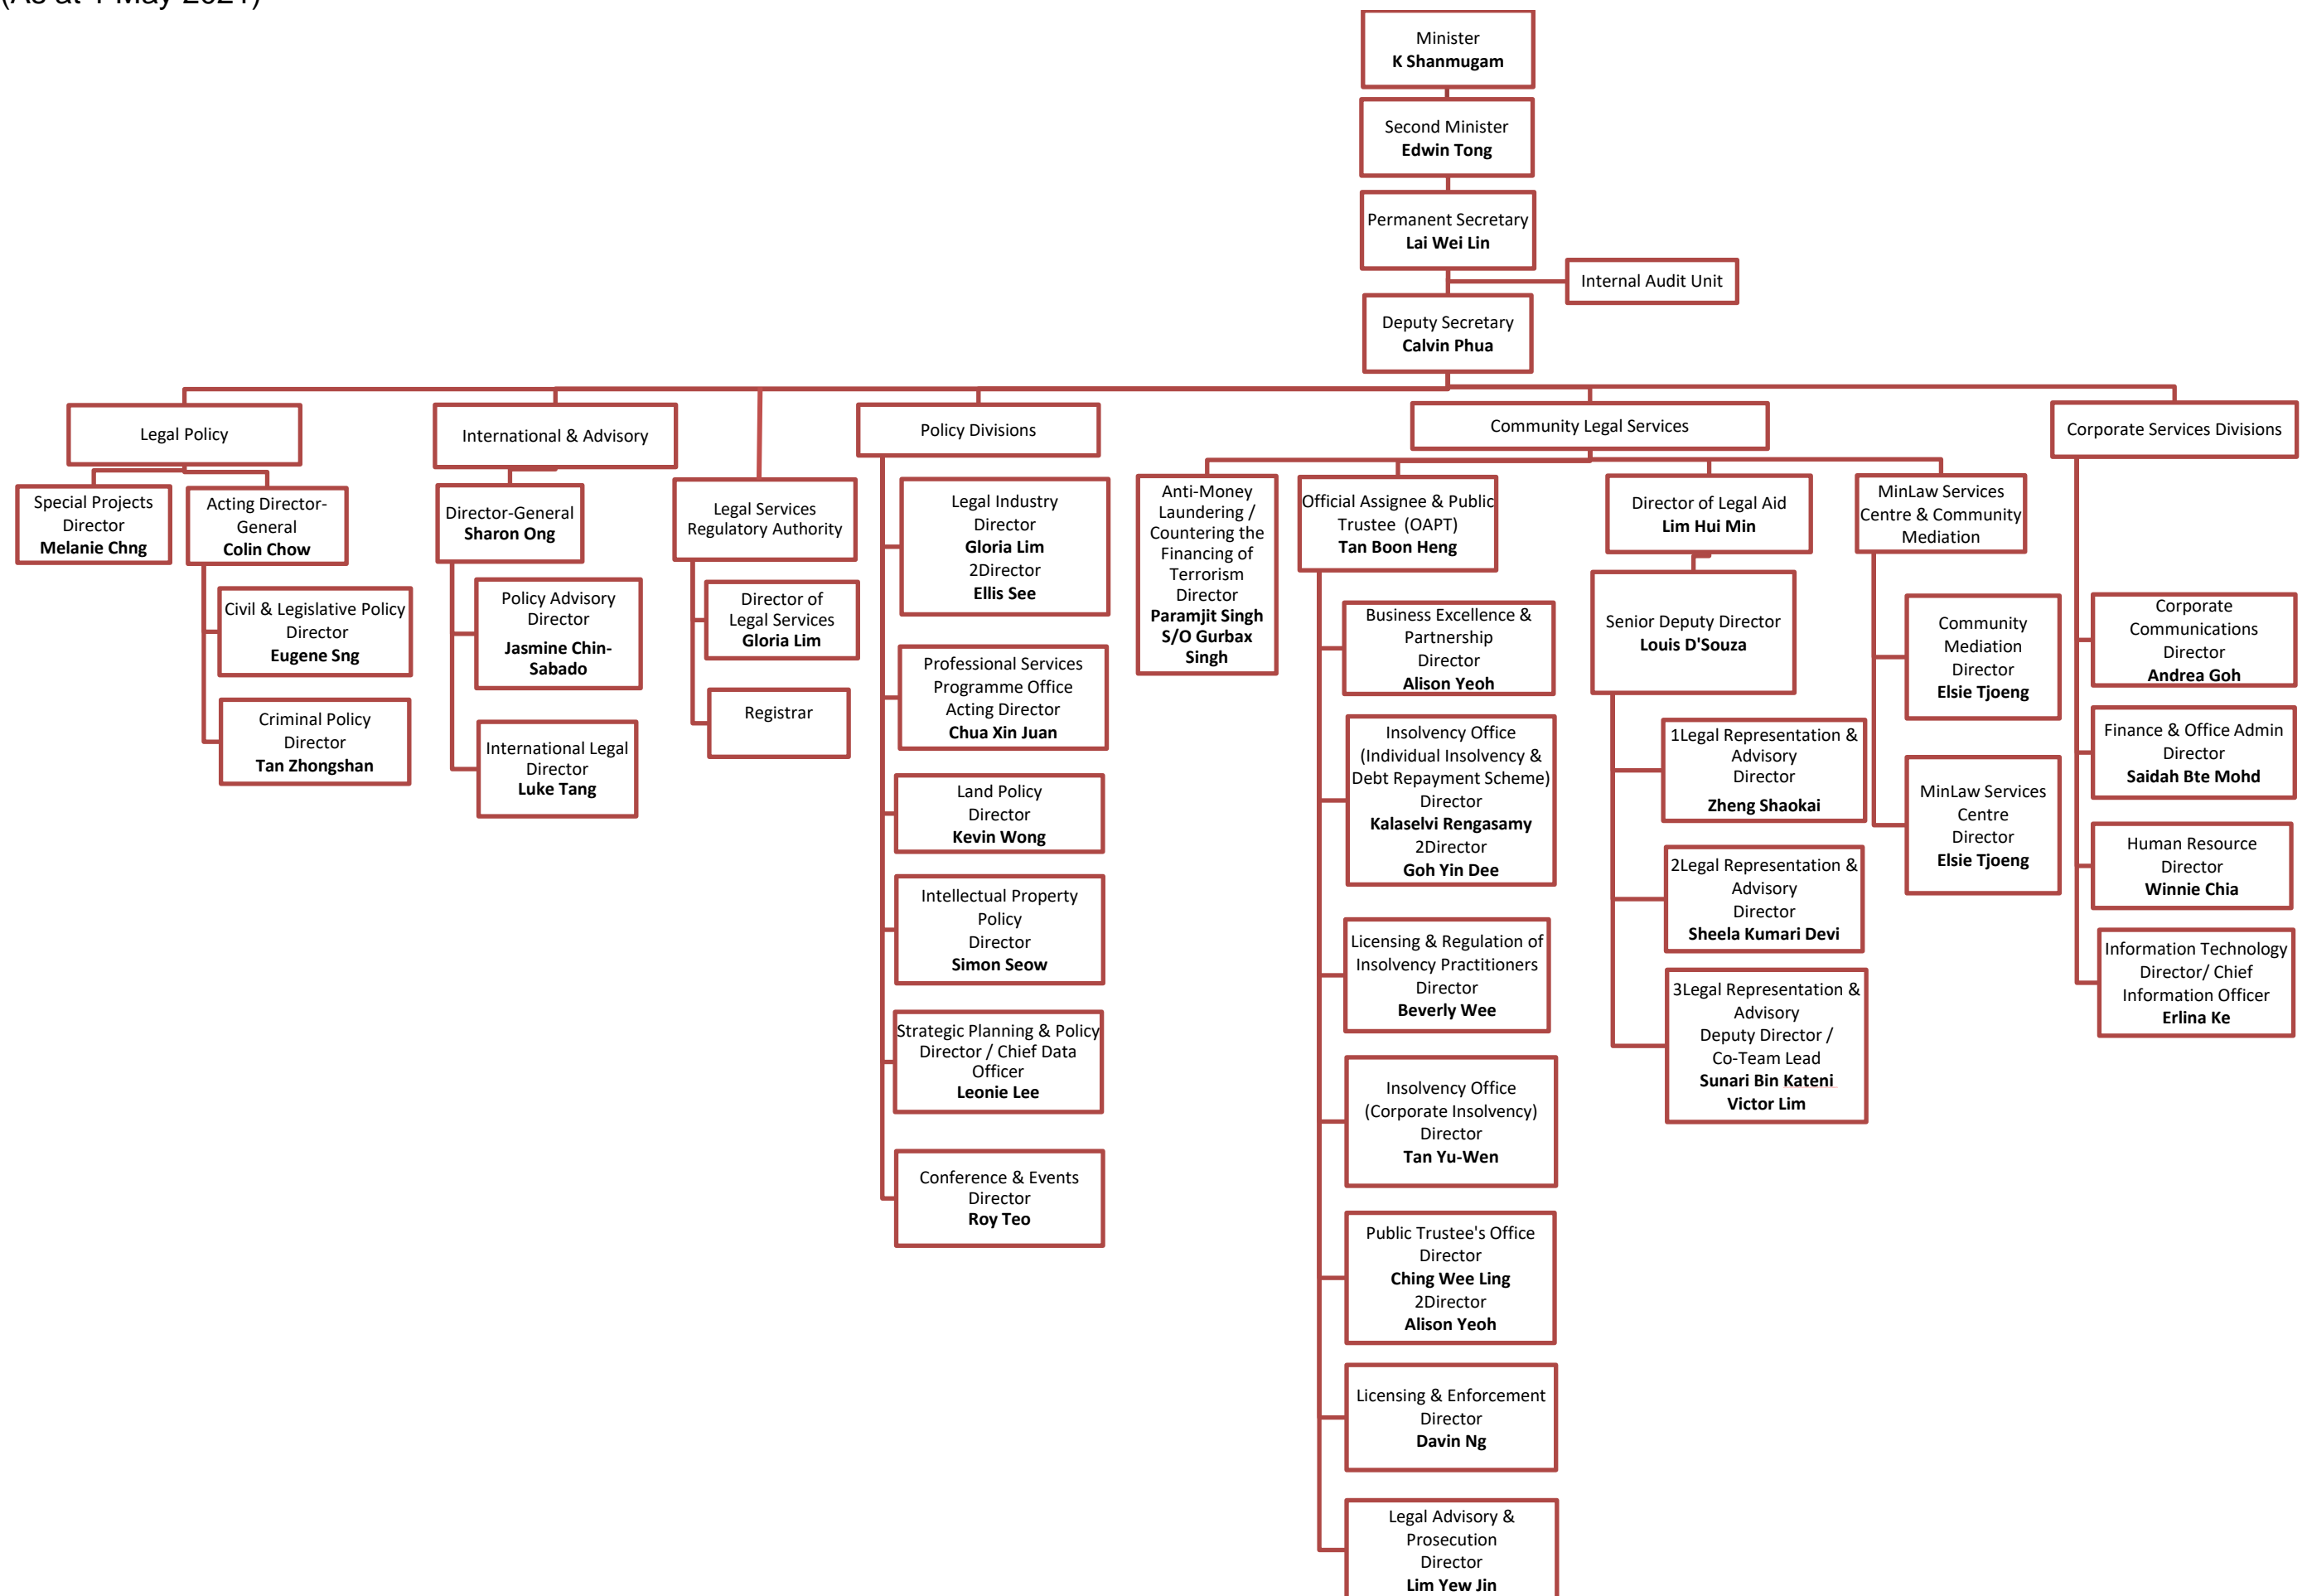 (As at 1 May 2021)
Minister
K Shanmugam
Second Minister
Edwin Tong
Permanent Secretary
Lai Wei Lin
Internal Audit Unit
Deputy Secretary
Calvin Phua
Legal Policy
Special Projects
Director
Melanie Chng
Acting Director-
General
Colin Chow
Civil & Legislative Policy
Director
Eugene Sng
Criminal Policy
Director
Tan Zhongshan
International & Advisory
Director-General
Sharon Ong
Policy Advisory
Director
Jasmine Chin-
Sabado
International Legal
Director
Luke Tang
Legal Services
Regulatory Authority
Director of
Legal Services
Gloria Lim
Registrar
Policy Divisions
Legal Industry
Director
Gloria Lim
2Director
Ellis See
Professional Services
Programme Office
Acting Director
Chua Xin Juan
Land Policy
Director
Kevin Wong
Intellectual Property
Policy
Director
Simon Seow
Strategic Planning & Policy
Director / Chief Data
Officer
Leonie Lee
Conference & Events
Director
Roy Teo
Community Legal Services
Anti-Money
Laundering /
Countering the
Financing of
Terrorism
Director
Paramjit Singh
S/O Gurbax
Singh
Official Assignee & Public
Trustee (OAPT)
Tan Boon Heng
Business Excellence &
Partnership
Director
Alison Yeoh
Insolvency Office
(Individual Insolvency &
Debt Repayment Scheme)
Director
Kalaselvi Rengasamy
2Director
Goh Yin Dee
Licensing & Regulation of
Insolvency Practitioners
Director
Beverly Wee
Insolvency Office
(Corporate Insolvency)
Director
Tan Yu-Wen
Public Trustee's Office
Director
Ching Wee Ling
2Director
Alison Yeoh
Licensing & Enforcement
Director
Davin Ng
Legal Advisory &
Prosecution
Director
Lim Yew Jin
Director of Legal Aid
Lim Hui Min
Senior Deputy Director
Louis D'Souza
1Legal Representation &
Advisory
Director
Zheng Shaokai
2Legal Representation &
Advisory
Director
Sheela Kumari Devi
3Legal Representation &
Advisory
Deputy Director /
Co-Team Lead
Sunari Bin Kateni
Victor Lim
MinLaw Services
Centre & Community
Mediation
Community
Mediation
Director
Elsie Tjoeng
MinLaw Services
Centre
Director
Elsie Tjoeng
Corporate Services Divisions
Corporate
Communications
Director
Andrea Goh
Finance & Office Admin
Director
Saidah Bte Mohd
Human Resource
Director
Winnie Chia
Information Technology
Director/ Chief
Information Officer
Erlina Ke